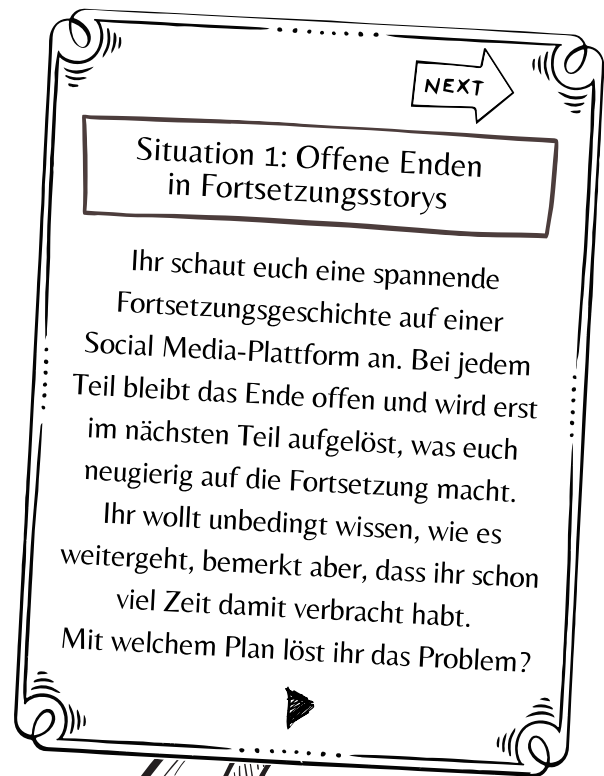 NEXT
Situation 1: Offene Enden
in Fortsetzungsstorys
Ihr schaut euch eine spannende
Fortsetzungsgeschichte auf einer
Social Media-Plattform an. Bei jedem
Teil bleibt das Ende offen und wird erst
im nächsten Teil aufgelöst, was euch
neugierig auf die Fortsetzung macht.
Ihr wollt unbedingt wissen, wie es
weitergeht, bemerkt aber, dass ihr schon
viel Zeit damit verbracht habt.
Mit welchem Plan löst ihr das Problem?